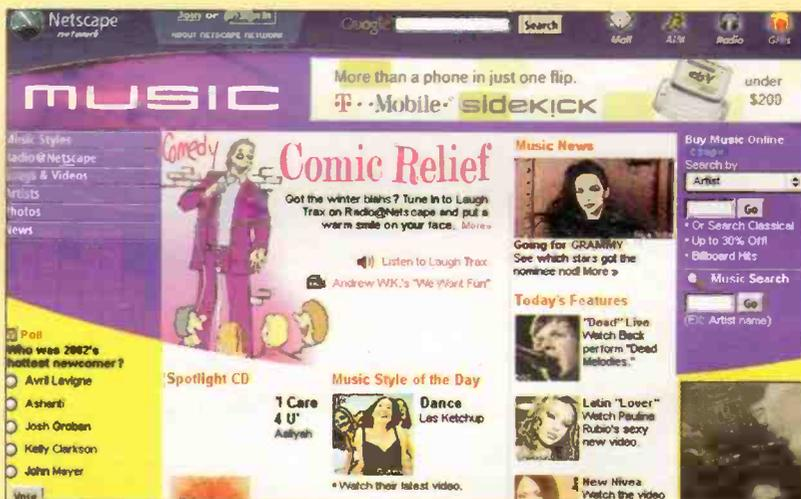 Netscape
network
Join or Sign In
ABOUT NETSCAPE NETWORK
Google
Search
Mail
AIM
Radio
More than a phone in just one flip.
T··Mobile· sidekick
ebay
under
$200
music
Music Styles
Radio@Netscape
Songs & Videos
Artists
Photos
News
Comedy
Comic Relief
Got the winter blahs? Tune in to Laugh
Trax on Radio@Netscape and put a
warm smile on your face. More»
Listen to Laugh Trax
Andrew W.K.'s "We Want Fun"
Music News
Going for GRAMMY
See which stars got the
nominee nod! More »
Today's Features
"Dead" Live
Watch Beck
perform "Dead
Melodies."
Latin "Lover"
Watch Paulina
Rubio's sexy
new video.
New Nivea
Watch the video
Buy Music Online
Search by
Artist
Go
• Or Search Classical
• Up to 30% Off!
• Billboard Hits
Music Search
Go
(EX: Artist name)
Poll
Who was 2002's
hottest newcomer?
Avril Lavigne
Ashanti
Josh Groban
Kelly Clarkson
John Mayer
Vote
Spotlight CD
'I Care
4 U'
Aaliyah
Music Style of the Day
Dance
Las Ketchup
• Watch their latest video.